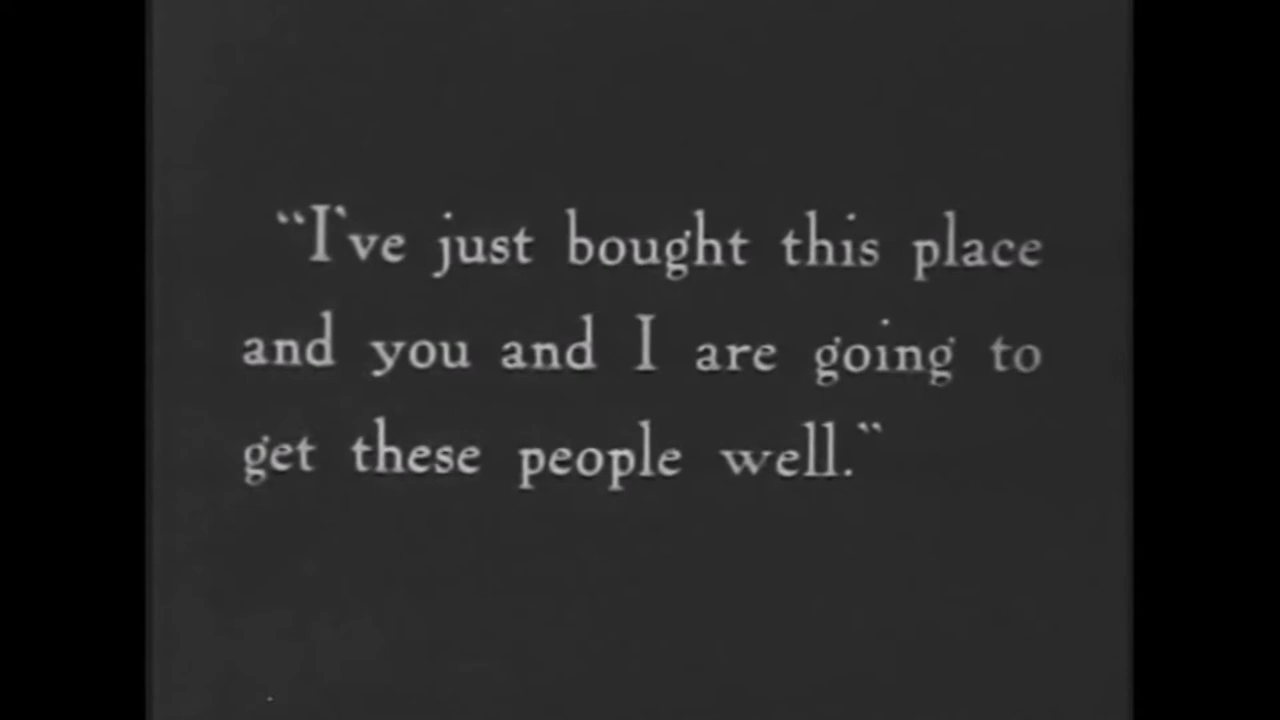 “I've just bought this place
and you and I are going to
get these people well.”